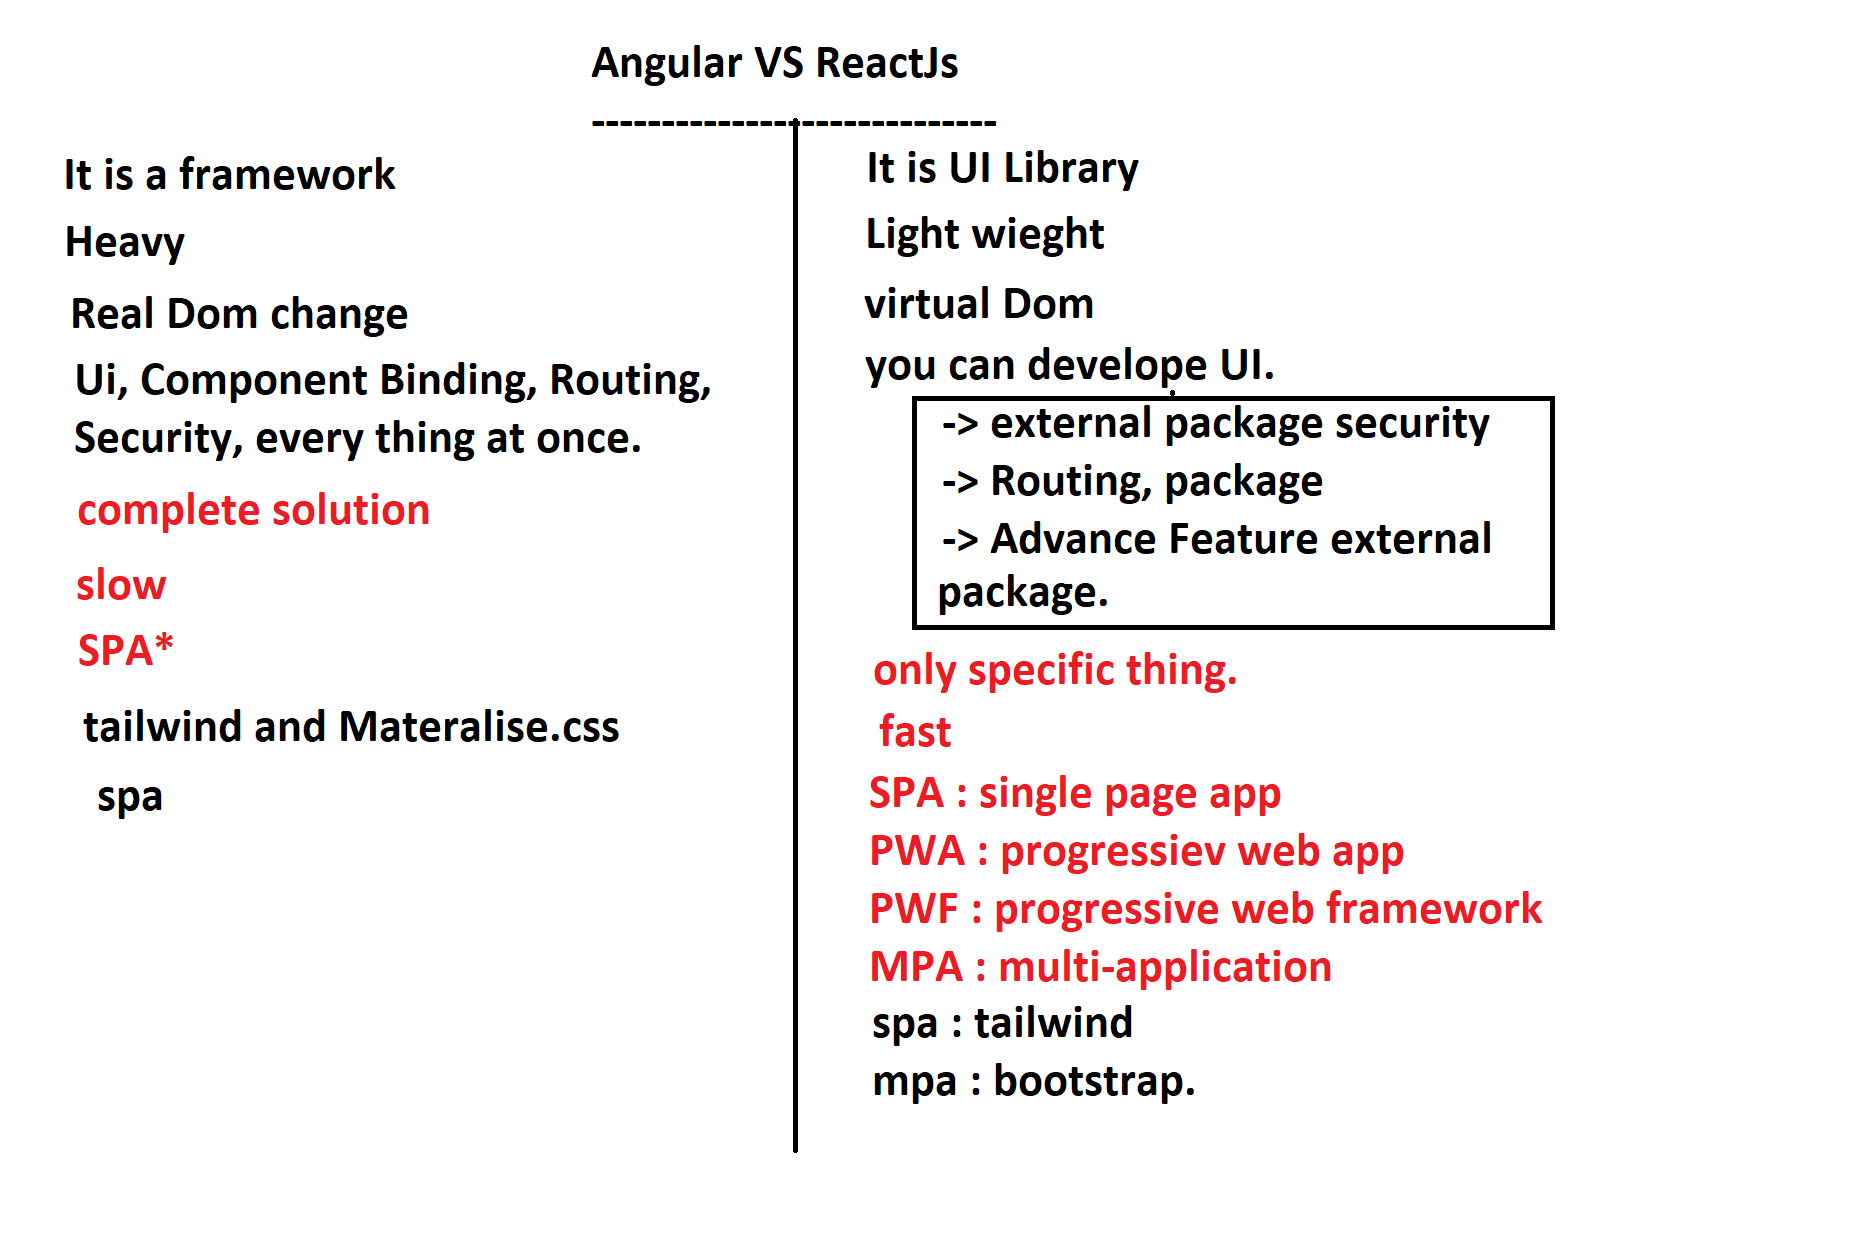 Angular VS ReactJs
-----------------------------
It is a framework
Heavy
Real Dom change
Ui, Component Binding, Routing,
Security, every thing at once.
complete solution
slow
SPA*
tailwind and Materalise.css
spa
It is UI Library
Light wieght
virtual Dom
you can develope UI.
-> external package security
-> Routing, package
-> Advance Feature external
package.
only specific thing.
fast
SPA : single page app
PWA : progressiev web app
PWF : progressive web framework
MPA : multi-application
spa : tailwind
mpa : bootstrap.